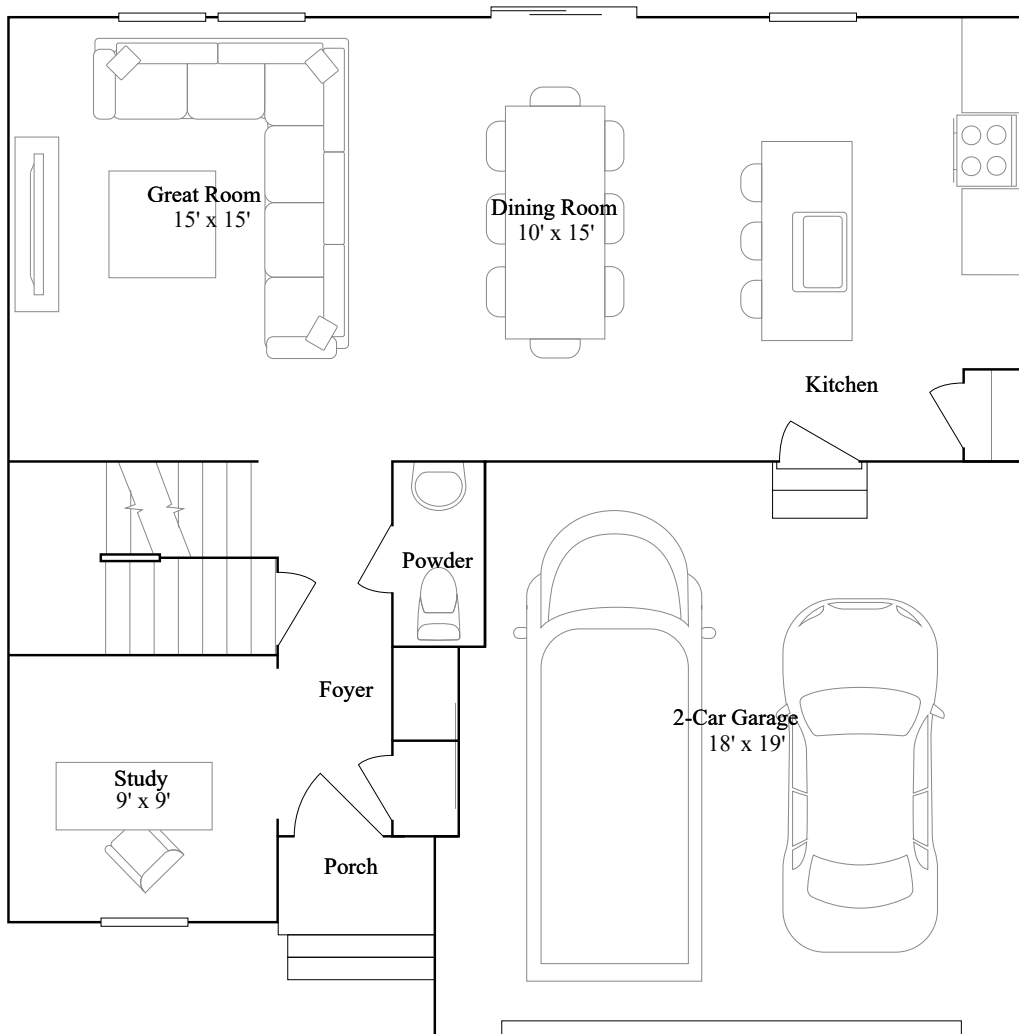 Great Room
15' x 15'
Dining Room
10' x 15'
Kitchen
Powder
Foyer
2-Car Garage
18' x 19'
Study
9' x 9'
Porch